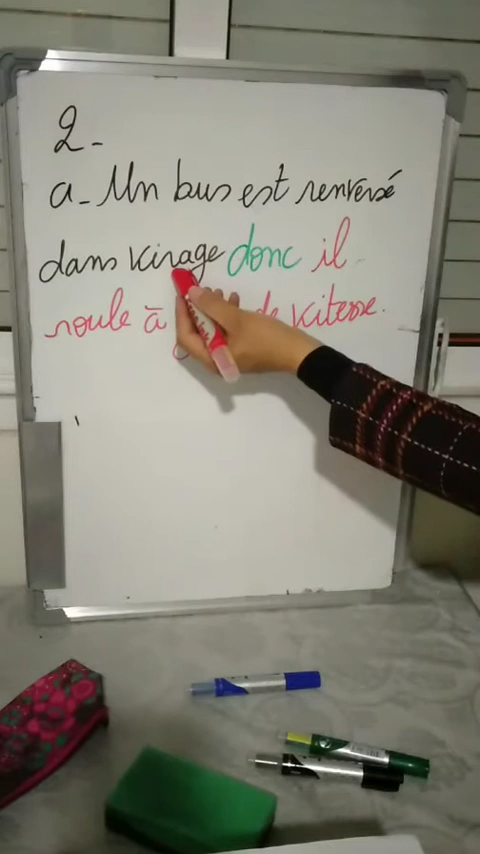 2-
a- Un bus est renversé
dans virage donc il
roule à de vitesse.